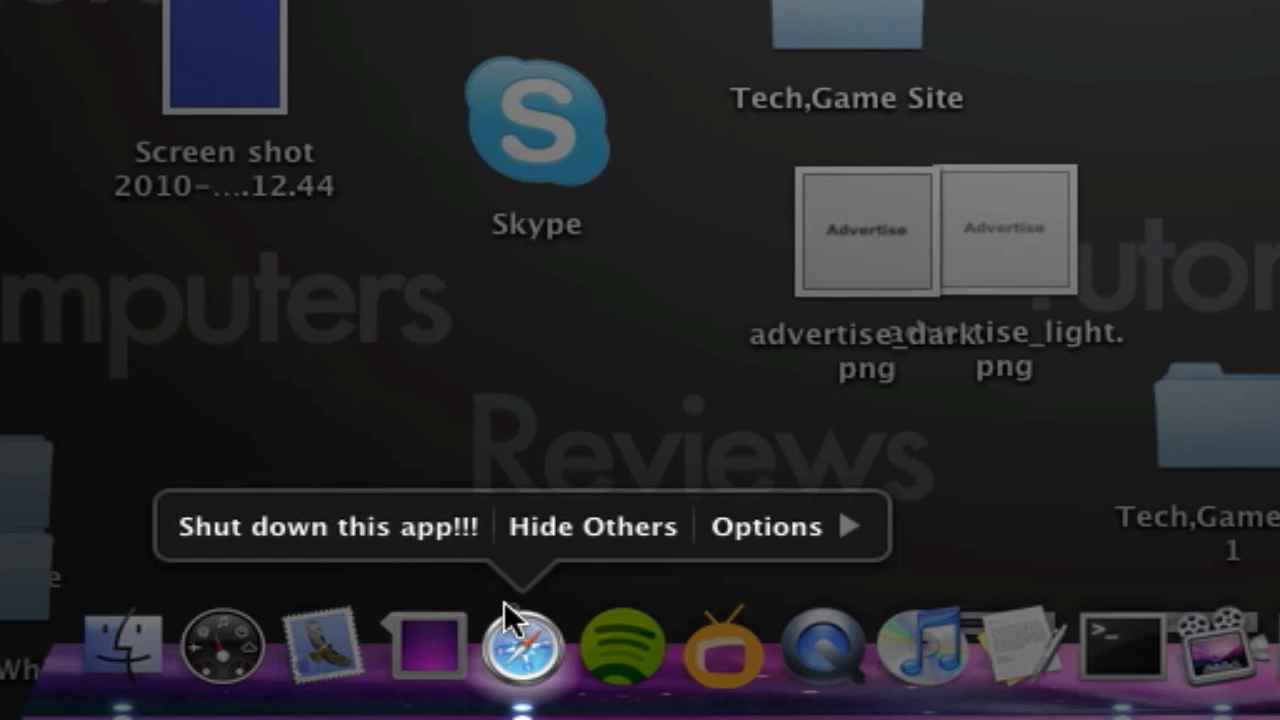 Tech,Game Site
Screen shot
2010-....12.44
Skype
Advertise
Advertise
mputers
advertise_dark.
png
advertise_light.
png
Reviews
Tech,Game
1
Shut down this app!!!
Hide Others
Options
Wh